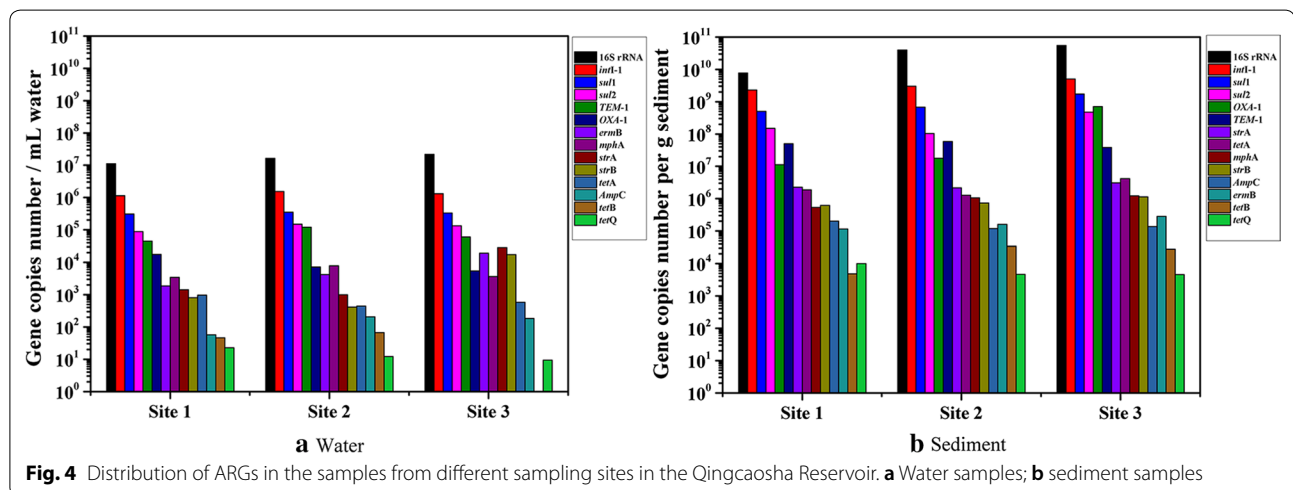 Gene copies number / mL water
10¹¹
10¹⁰
10⁹
10⁸
10⁷
10⁶
10⁵
10⁴
10³
10²
10¹
10⁰
Site 1 Site 2 Site 3
16S rRNA
intI-1
sul1
sul2
TEM-1
OXA-1
ermB
mphA
strA
strB
tetA
AmpC
tetB
tetQ
a Water
Gene copies number per g sediment
10¹¹
10¹⁰
10⁹
10⁸
10⁷
10⁶
10⁵
10⁴
10³
10²
10¹
10⁰
Site 1 Site 2 Site 3
16S rRNA
intI-1
sul1
sul2
OXA-1
TEM-1
strA
tetA
mphA
strB
AmpC
ermB
tetB
tetQ
b Sediment
Fig. 4 Distribution of ARGs in the samples from different sampling sites in the Qingcaosha Reservoir. a Water samples; b sediment samples